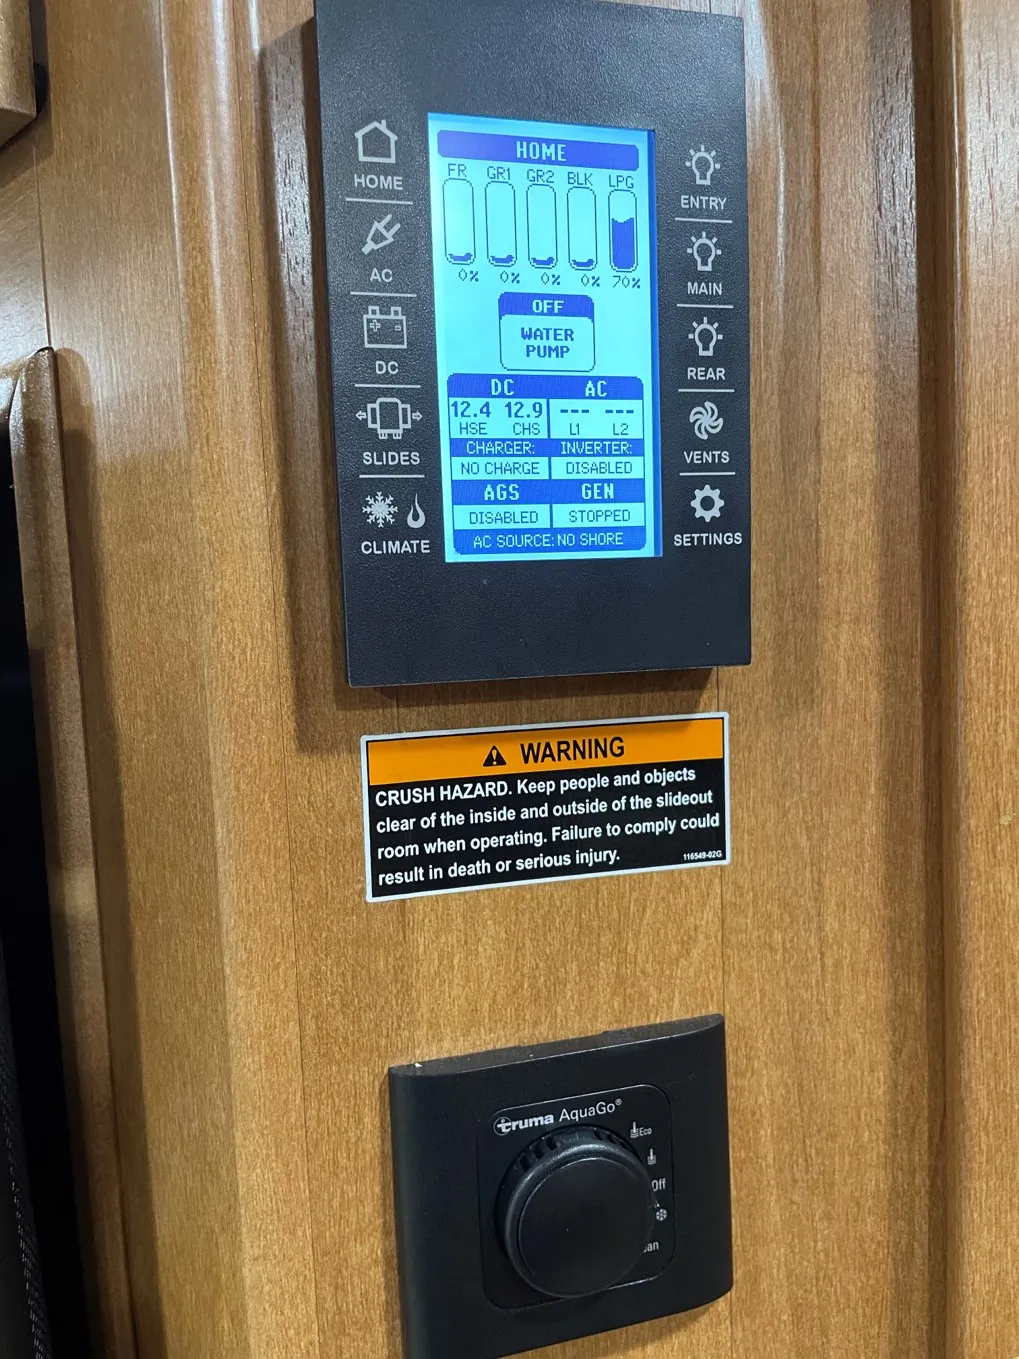 HOME
AC
DC
SLIDES
CLIMATE
HOME
FR GR1 GR2 BLK LPG
0% 0% 0% 0% 70%
OFF
WATER
PUMP
DC AC
12.4 12.9 --- ---
HSE CHS L1 L2
CHARGER: INVERTER:
NO CHARGE DISABLED
AGS GEN
DISABLED STOPPED
AC SOURCE: NO SHORE
ENTRY
MAIN
REAR
VENTS
SETTINGS
WARNING
CRUSH HAZARD. Keep people and objects
clear of the inside and outside of the slideout
room when operating. Failure to comply could
result in death or serious injury.
116549-02G
truma AquaGo®
Eco
Off